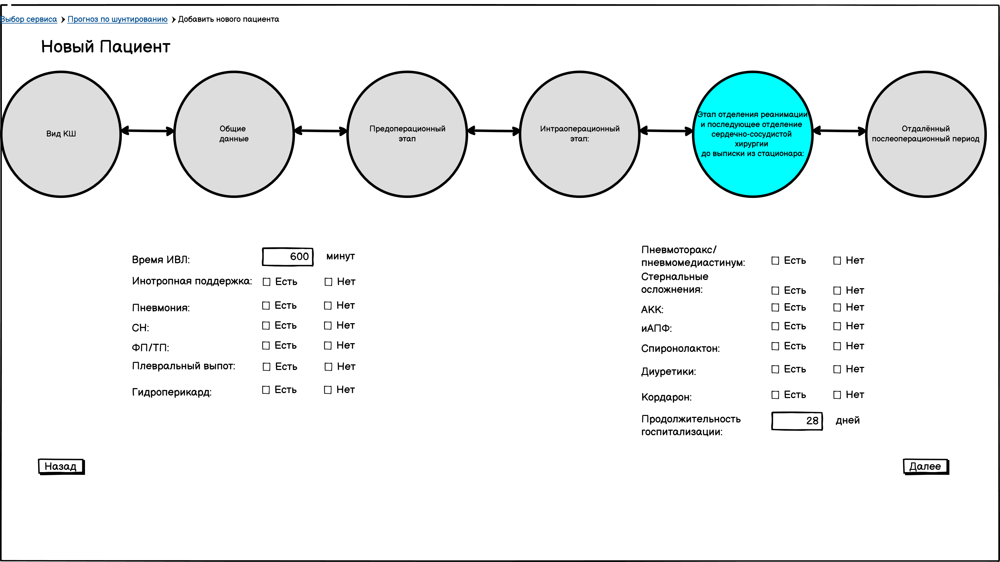 Выбор сервиса > Прогноз по шунтированию > Добавить нового пациента
Новый Пациент
Вид КШ
Общие
данные
Предоперационный
этап
Интраоперационный
этап:
Этап отделения реанимации
и последующее отделение
сердечно-сосудистой
хирургии
до выписки из стационара:
Отдалённый
послеоперационный период
Время ИВЛ: 600 минут
Инотропная поддержка: Есть Нет
Пневмония: Есть Нет
СН: Есть Нет
ФП/ТП: Есть Нет
Плевральный выпот: Есть Нет
Гидроперикард: Есть Нет
Пневмоторакс/
пневмомедиастинум: Есть Нет
Стернальные
осложнения: Есть Нет
АКК: Есть Нет
иАПФ: Есть Нет
Спиронолактон: Есть Нет
Диуретики: Есть Нет
Кордарон: Есть Нет
Продолжительность
госпитализации: 28 дней
Назад
Далее